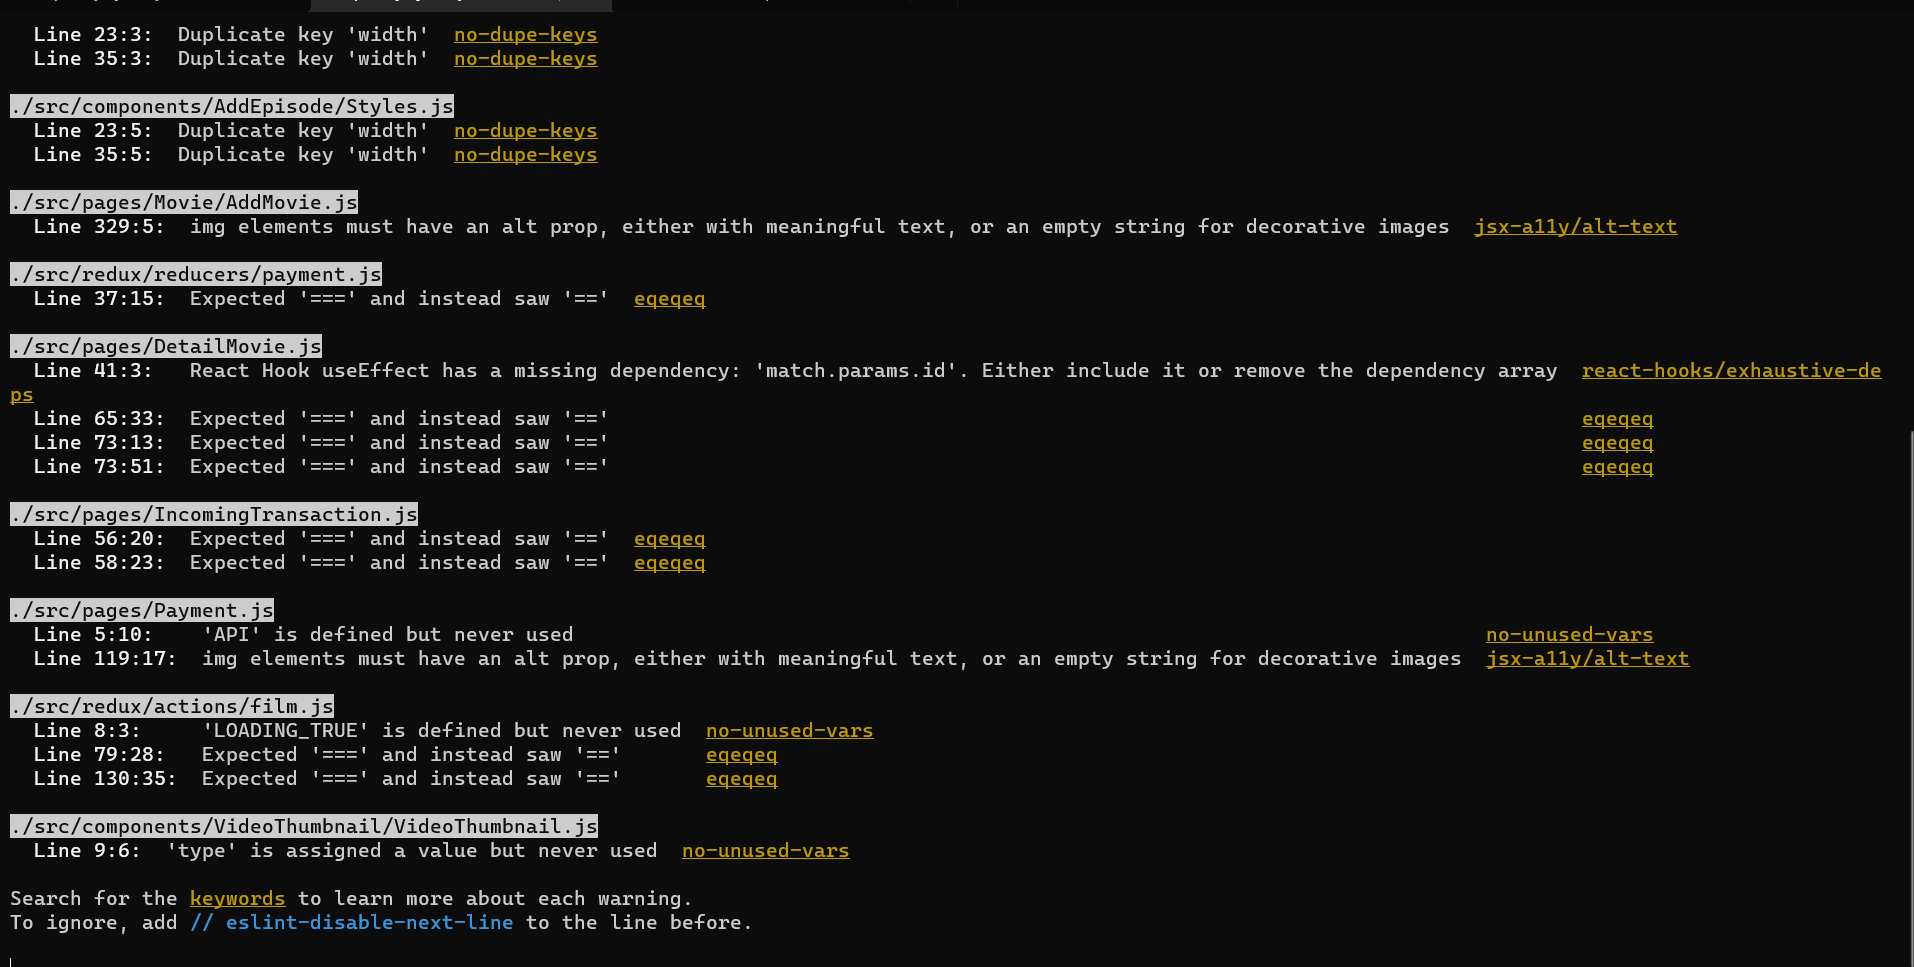 Line 23:3:  Duplicate key 'width'  no-dupe-keys
Line 35:3:  Duplicate key 'width'  no-dupe-keys
./src/components/AddEpisode/Styles.js
Line 23:5:  Duplicate key 'width'  no-dupe-keys
Line 35:5:  Duplicate key 'width'  no-dupe-keys
./src/pages/Movie/AddMovie.js
Line 329:5:  img elements must have an alt prop, either with meaningful text, or an empty string for decorative images  jsx-a11y/alt-text
./src/redux/reducers/payment.js
Line 37:15:  Expected '===' and instead saw '=='  eqeqeq
./src/pages/DetailMovie.js
Line 41:3:   React Hook useEffect has a missing dependency: 'match.params.id'. Either include it or remove the dependency array  react-hooks/exhaustive-de
ps
Line 65:33:  Expected '===' and instead saw '=='  eqeqeq
Line 73:13:  Expected '===' and instead saw '=='  eqeqeq
Line 73:51:  Expected '===' and instead saw '=='  eqeqeq
./src/pages/IncomingTransaction.js
Line 56:20:  Expected '===' and instead saw '=='  eqeqeq
Line 58:23:  Expected '===' and instead saw '=='  eqeqeq
./src/pages/Payment.js
Line 5:10:    'API' is defined but never used  no-unused-vars
Line 119:17:  img elements must have an alt prop, either with meaningful text, or an empty string for decorative images  jsx-a11y/alt-text
./src/redux/actions/film.js
Line 8:3:     'LOADING_TRUE' is defined but never used  no-unused-vars
Line 79:28:   Expected '===' and instead saw '=='  eqeqeq
Line 130:35:  Expected '===' and instead saw '=='  eqeqeq
./src/components/VideoThumbnail/VideoThumbnail.js
Line 9:6:  'type' is assigned a value but never used  no-unused-vars
Search for the keywords to learn more about each warning.
To ignore, add // eslint-disable-next-line to the line before.